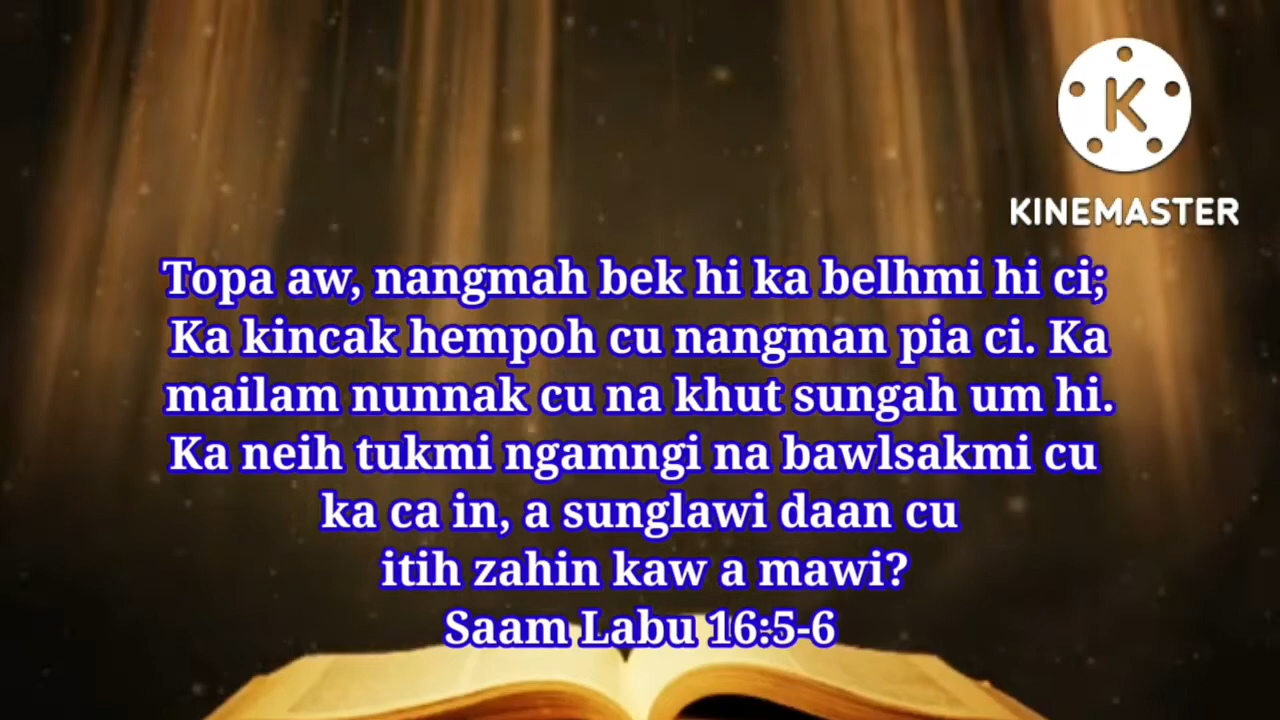 KINEMASTER
Topa aw, nangmah bek hi ka belhmi hi ci;
Ka kincak hempoh cu nangman pia ci. Ka
mailam nunnak cu na khut sungah um hi.
Ka neih tukmi ngamngi na bawlsakmi cu
ka ca in, a sunglawi daan cu
itih zahin kaw a mawi?
Saam Labu 16:5-6